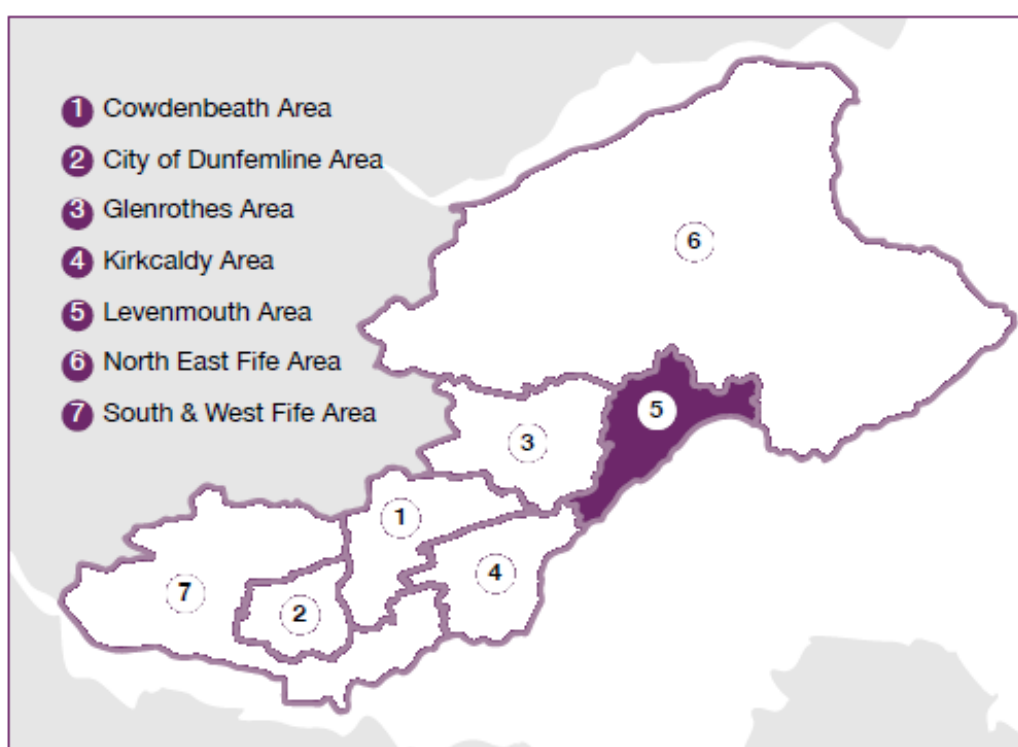 1 Cowdenbeath Area
2 City of Dunfemline Area
3 Glenrothes Area
4 Kirkcaldy Area
5 Levenmouth Area
6 North East Fife Area
7 South & West Fife Area
6
5
3
1
4
7
2